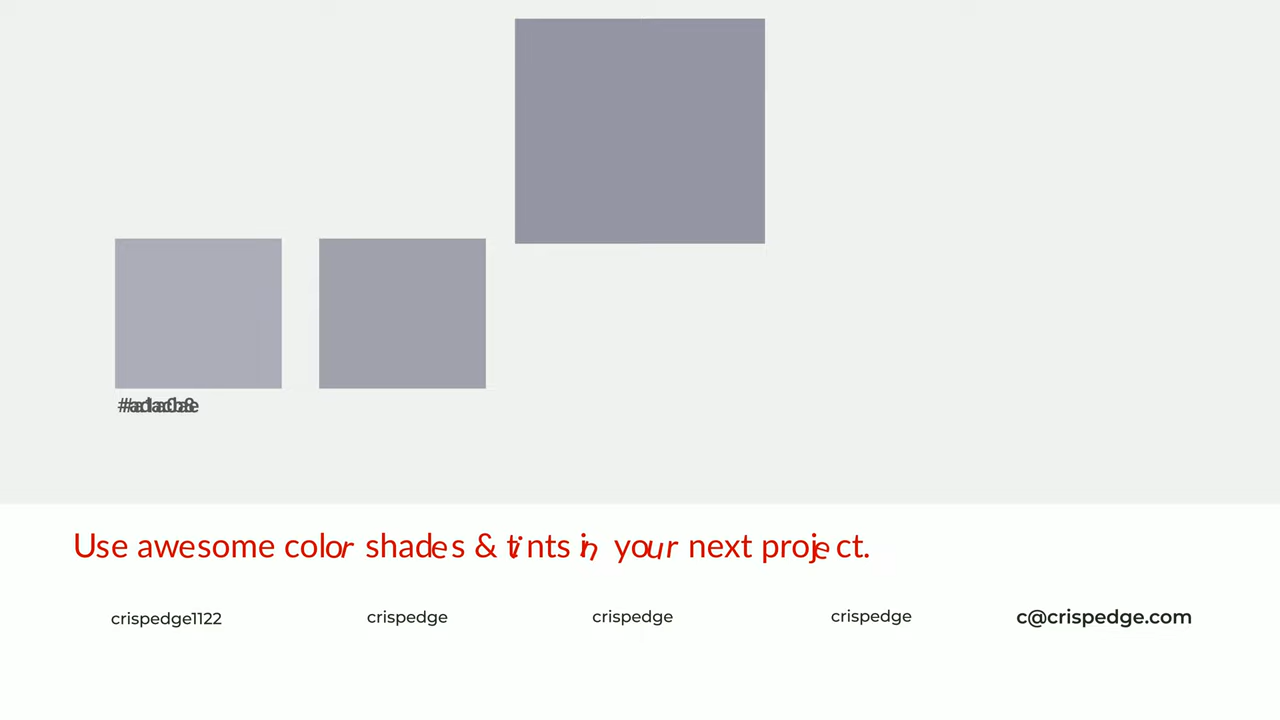 Use awesome color shades & tints in your next project.
crispedge1122 crispedge crispedge crispedge c@crispedge.com